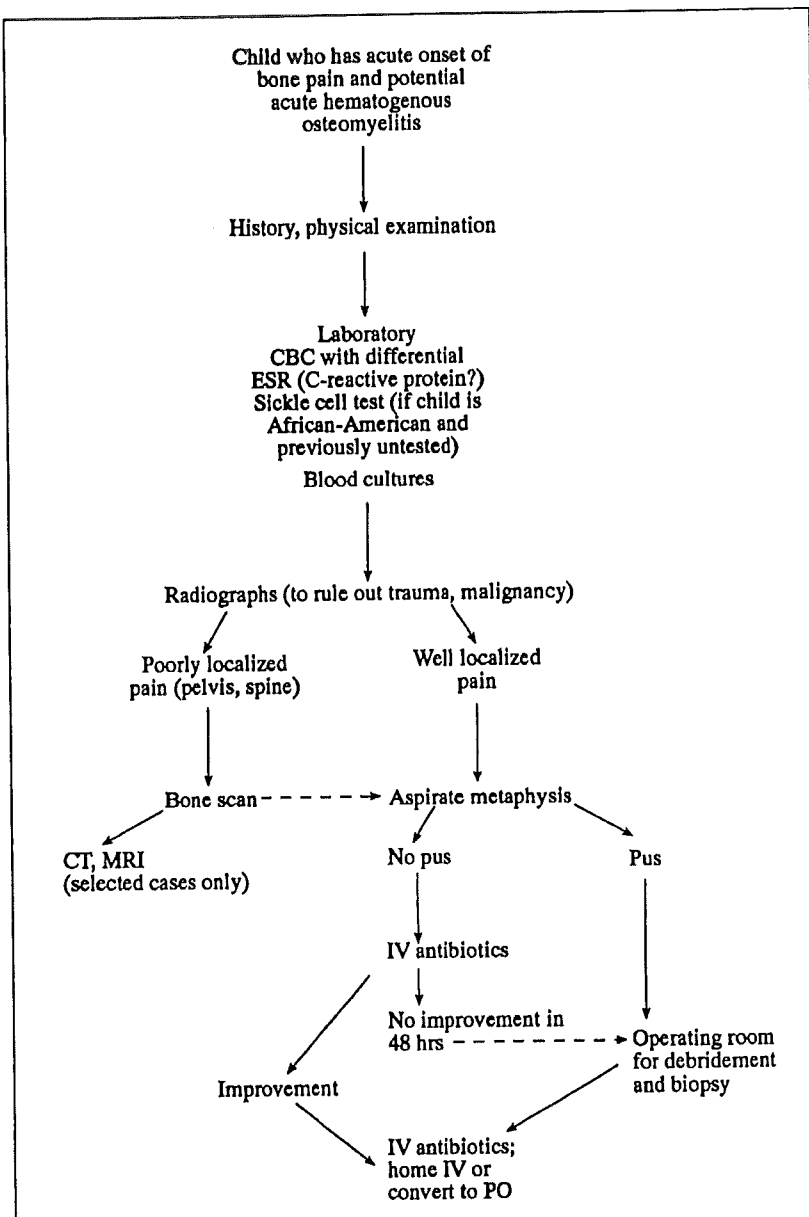 Child who has acute onset of
bone pain and potential
acute hematogenous
osteomyelitis
History, physical examination
Laboratory
CBC with differential
ESR (C-reactive protein?)
Sickle cell test (if child is
African-American and
previously untested)
Blood cultures
Radiographs (to rule out trauma, malignancy)
Poorly localized
pain (pelvis, spine)
Well localized
pain
Bone scan
Aspirate metaphysis
CT, MRI
(selected cases only)
No pus
Pus
IV antibiotics
No improvement in
48 hrs
Operating room
for debridement
and biopsy
Improvement
IV antibiotics;
home IV or
convert to PO